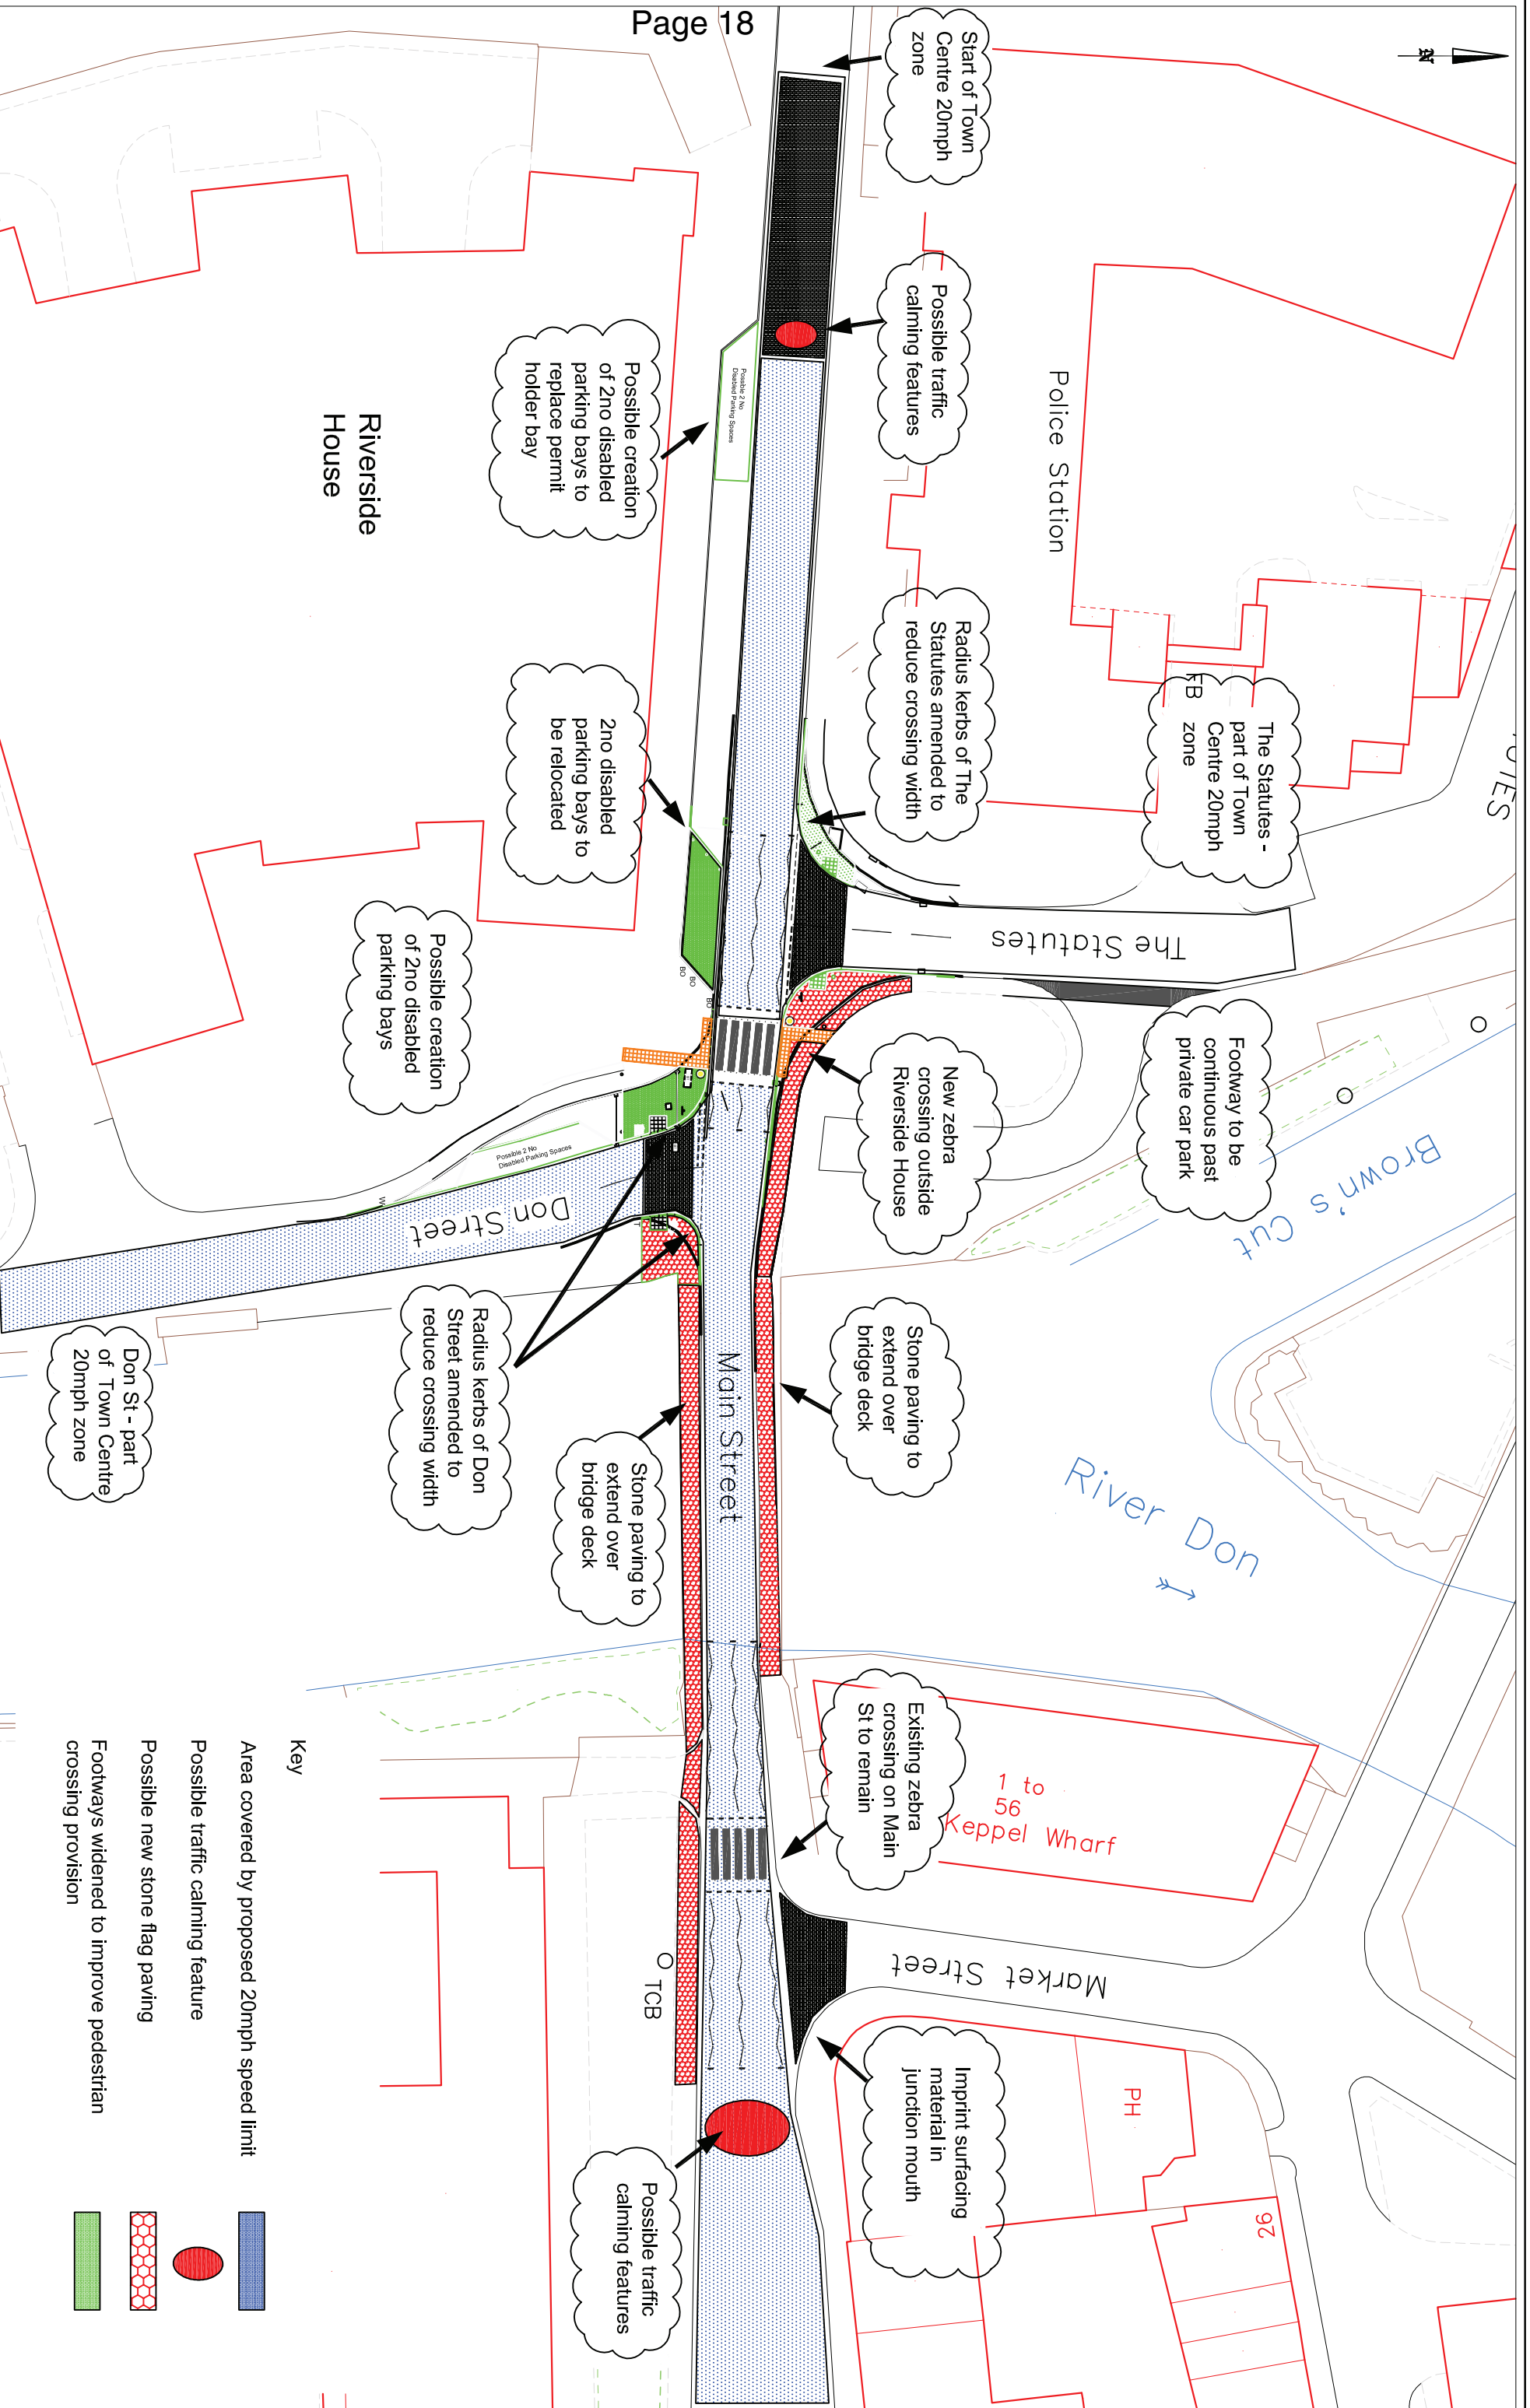 Page 18
N
Start of Town
Centre 20mph
zone
Possible traffic
calming features
Police Station
Radius kerbs of The
Statutes amended to
reduce crossing width
The Statutes -
part of Town
Centre 20mph
zone
FB
The Statutes
Footway to be
continuous past
private car park
Brown's Cut
New zebra
crossing outside
Riverside House
Stone paving to
extend over
bridge deck
River Don
Existing zebra
crossing on Main
St to remain
1 to
56
Keppel Wharf
Market Street
Imprint surfacing
material in
junction mouth
PH
26
Possible 2 No
Disabled Parking Spaces
Possible creation
of 2no disabled
parking bays to
replace permit
holder bay
Riverside
House
2no disabled
parking bays to
be relocated
BO
BO
BO
Possible creation
of 2no disabled
parking bays
Possible 2 No
Disabled Parking Spaces
Don Street
Main Street
Radius kerbs of Don
Street amended to
reduce crossing width
Don St - part
of Town Centre
20mph zone
Stone paving to
extend over
bridge deck
TCB
Possible traffic
calming features
Key
Area covered by proposed 20mph speed limit
Possible traffic calming feature
Possible new stone flag paving
Footways widened to improve pedestrian
crossing provision